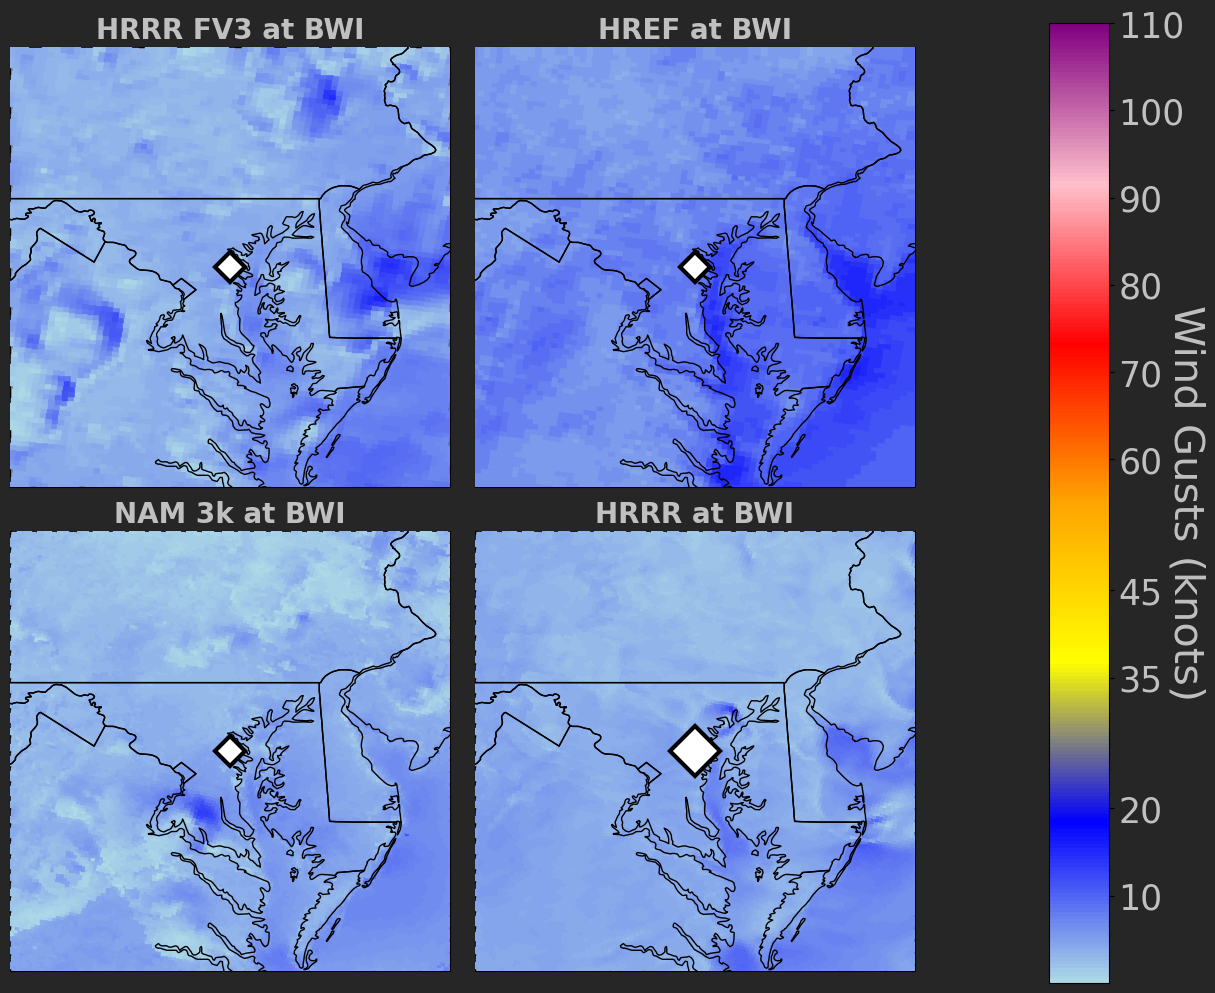 HRRR FV3 at BWI
HREF at BWI
NAM 3k at BWI
HRRR at BWI
110
100
90
80
70
60
45
35
20
10
Wind Gusts (knots)